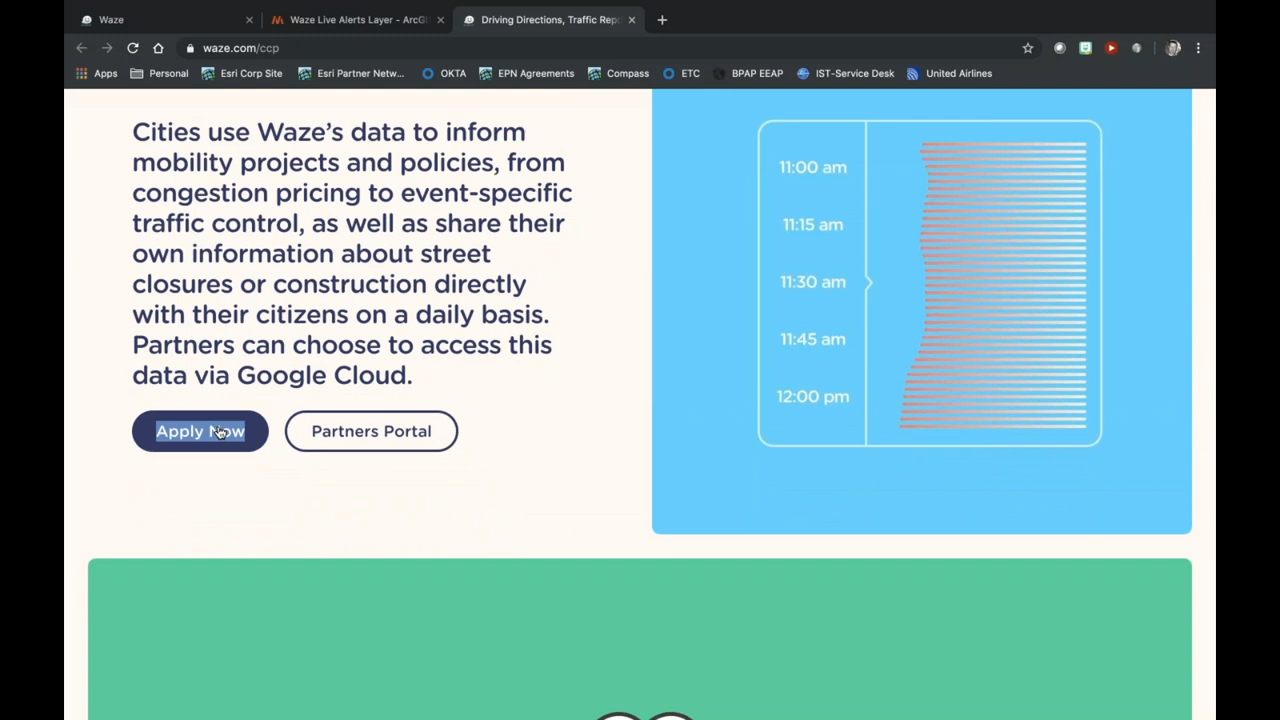 Waze
Waze Live Alerts Layer - ArcG
Driving Directions, Traffic Repo
waze.com/ccp
Apps
Personal
Esri Corp Site
Esri Partner Netw...
OKTA
EPN Agreements
Compass
ETC
BPAP EEAP
IST-Service Desk
United Airlines
Cities use Waze’s data to inform
mobility projects and policies, from
congestion pricing to event-specific
traffic control, as well as share their
own information about street
closures or construction directly
with their citizens on a daily basis.
Partners can choose to access this
data via Google Cloud.
Apply Now
Partners Portal
11:00 am
11:15 am
11:30 am
11:45 am
12:00 pm